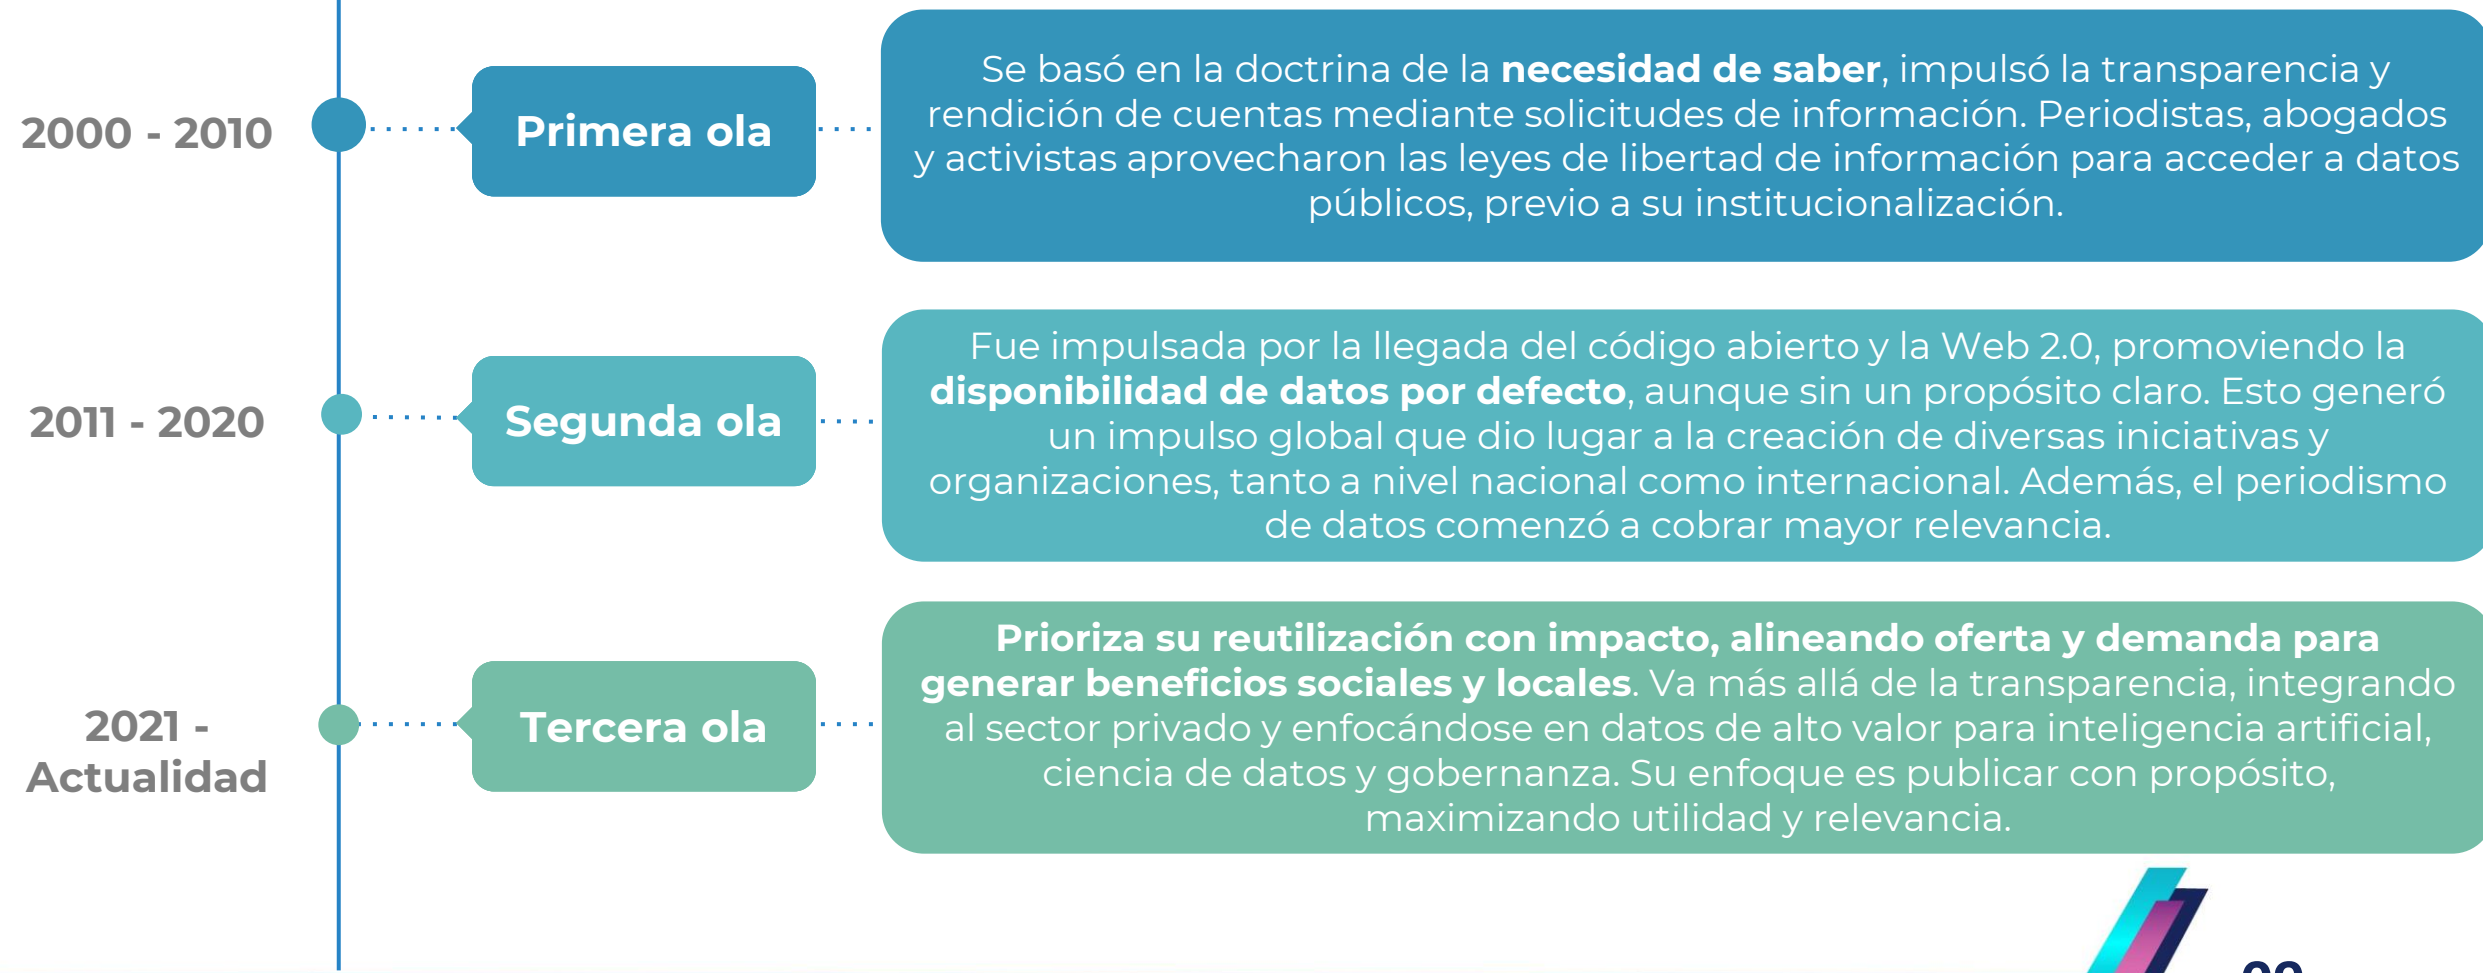 2000 - 2010
Primera ola
Se basó en la doctrina de la necesidad de saber, impulsó la transparencia y
rendición de cuentas mediante solicitudes de información. Periodistas, abogados
y activistas aprovecharon las leyes de libertad de información para acceder a datos
públicos, previo a su institucionalización.
2011 - 2020
Segunda ola
Fue impulsada por la llegada del código abierto y la Web 2.0, promoviendo la
disponibilidad de datos por defecto, aunque sin un propósito claro. Esto generó
un impulso global que dio lugar a la creación de diversas iniciativas y
organizaciones, tanto a nivel nacional como internacional. Además, el periodismo
de datos comenzó a cobrar mayor relevancia.
2021 -
Actualidad
Tercera ola
Prioriza su reutilización con impacto, alineando oferta y demanda para
generar beneficios sociales y locales. Va más allá de la transparencia, integrando
al sector privado y enfocándose en datos de alto valor para inteligencia artificial,
ciencia de datos y gobernanza. Su enfoque es publicar con propósito,
maximizando utilidad y relevancia.